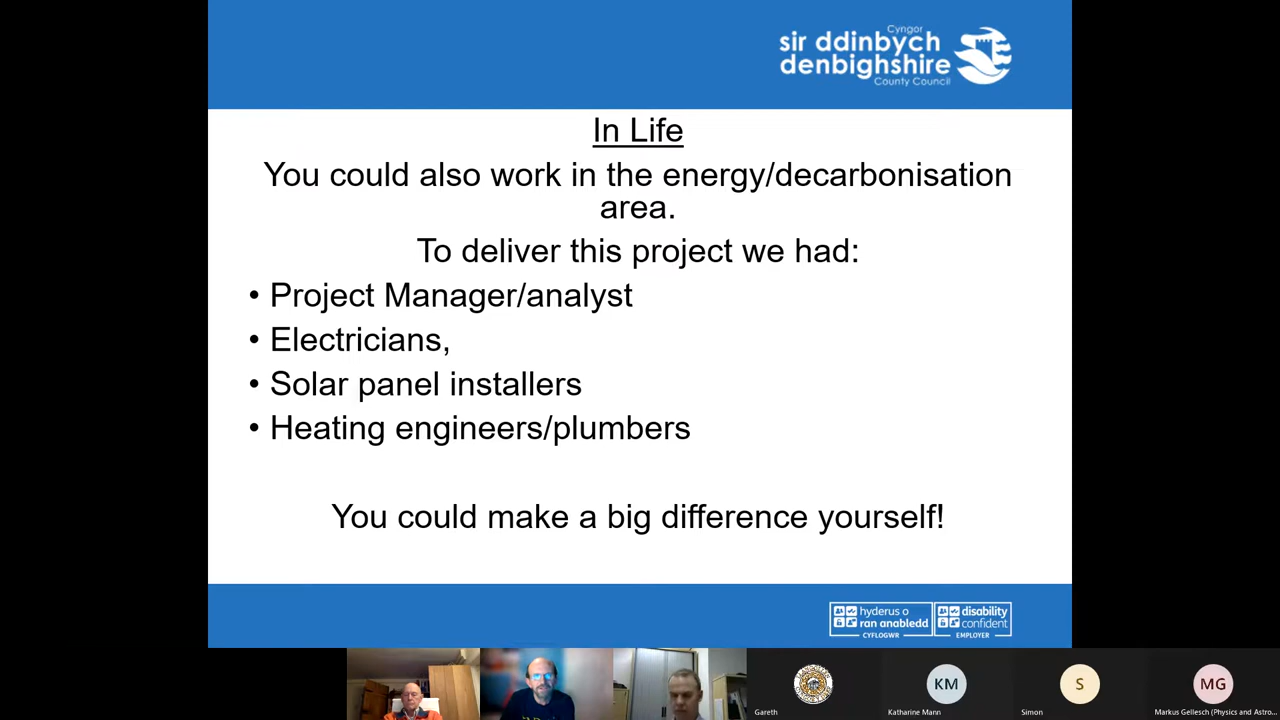 Cyngor
sir ddinbych
denbighshire
County Council
In Life
You could also work in the energy/decarbonisation
area.
To deliver this project we had:
• Project Manager/analyst
• Electricians,
• Solar panel installers
• Heating engineers/plumbers
You could make a big difference yourself!
hyderus o
ran anabledd
CYFLOGWR
disability
confident
EMPLOYER
KM
S
MG
Gareth
Katharine Mann
Simon
Markus Gellesch (Physics and Astro...